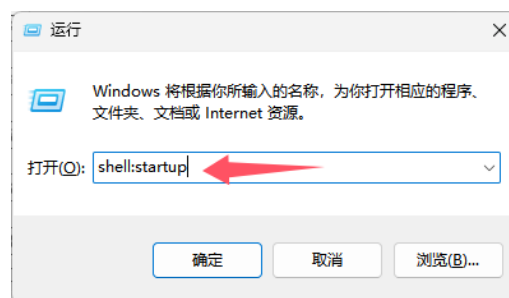 运行
Windows 将根据你所输入的名称，为你打开相应的程序、
文件夹、文档或 Internet 资源。
打开(O): shell:startup
确定 取消 浏览(B)...